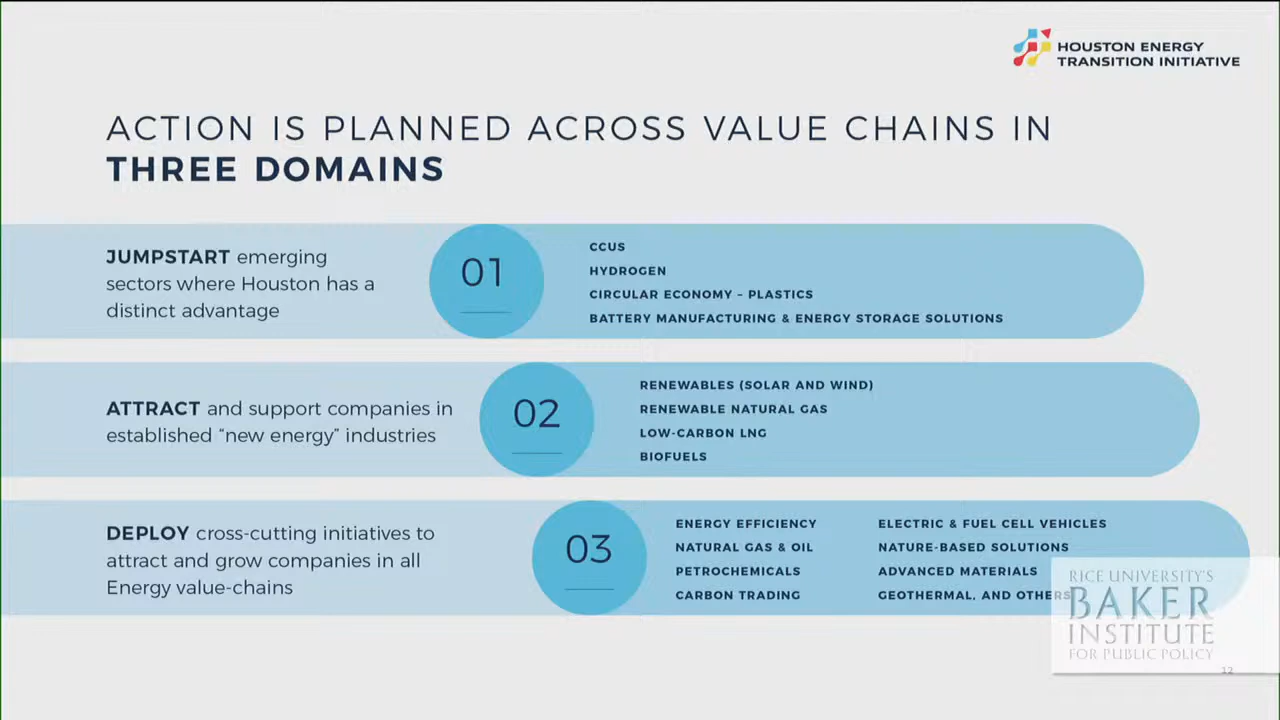 HOUSTON ENERGY
TRANSITION INITIATIVE
ACTION IS PLANNED ACROSS VALUE CHAINS IN
THREE DOMAINS
JUMPSTART emerging
sectors where Houston has a
distinct advantage
01
CCUS
HYDROGEN
CIRCULAR ECONOMY – PLASTICS
BATTERY MANUFACTURING & ENERGY STORAGE SOLUTIONS
ATTRACT and support companies in
established “new energy” industries
02
RENEWABLES (SOLAR AND WIND)
RENEWABLE NATURAL GAS
LOW-CARBON LNG
BIOFUELS
DEPLOY cross-cutting initiatives to
attract and grow companies in all
Energy value-chains
03
ENERGY EFFICIENCY
NATURAL GAS & OIL
PETROCHEMICALS
CARBON TRADING
ELECTRIC & FUEL CELL VEHICLES
NATURE-BASED SOLUTIONS
ADVANCED MATERIALS
GEOTHERMAL, AND OTHERS
RICE UNIVERSITY'S
BAKER
INSTITUTE
FOR PUBLIC POLICY
12